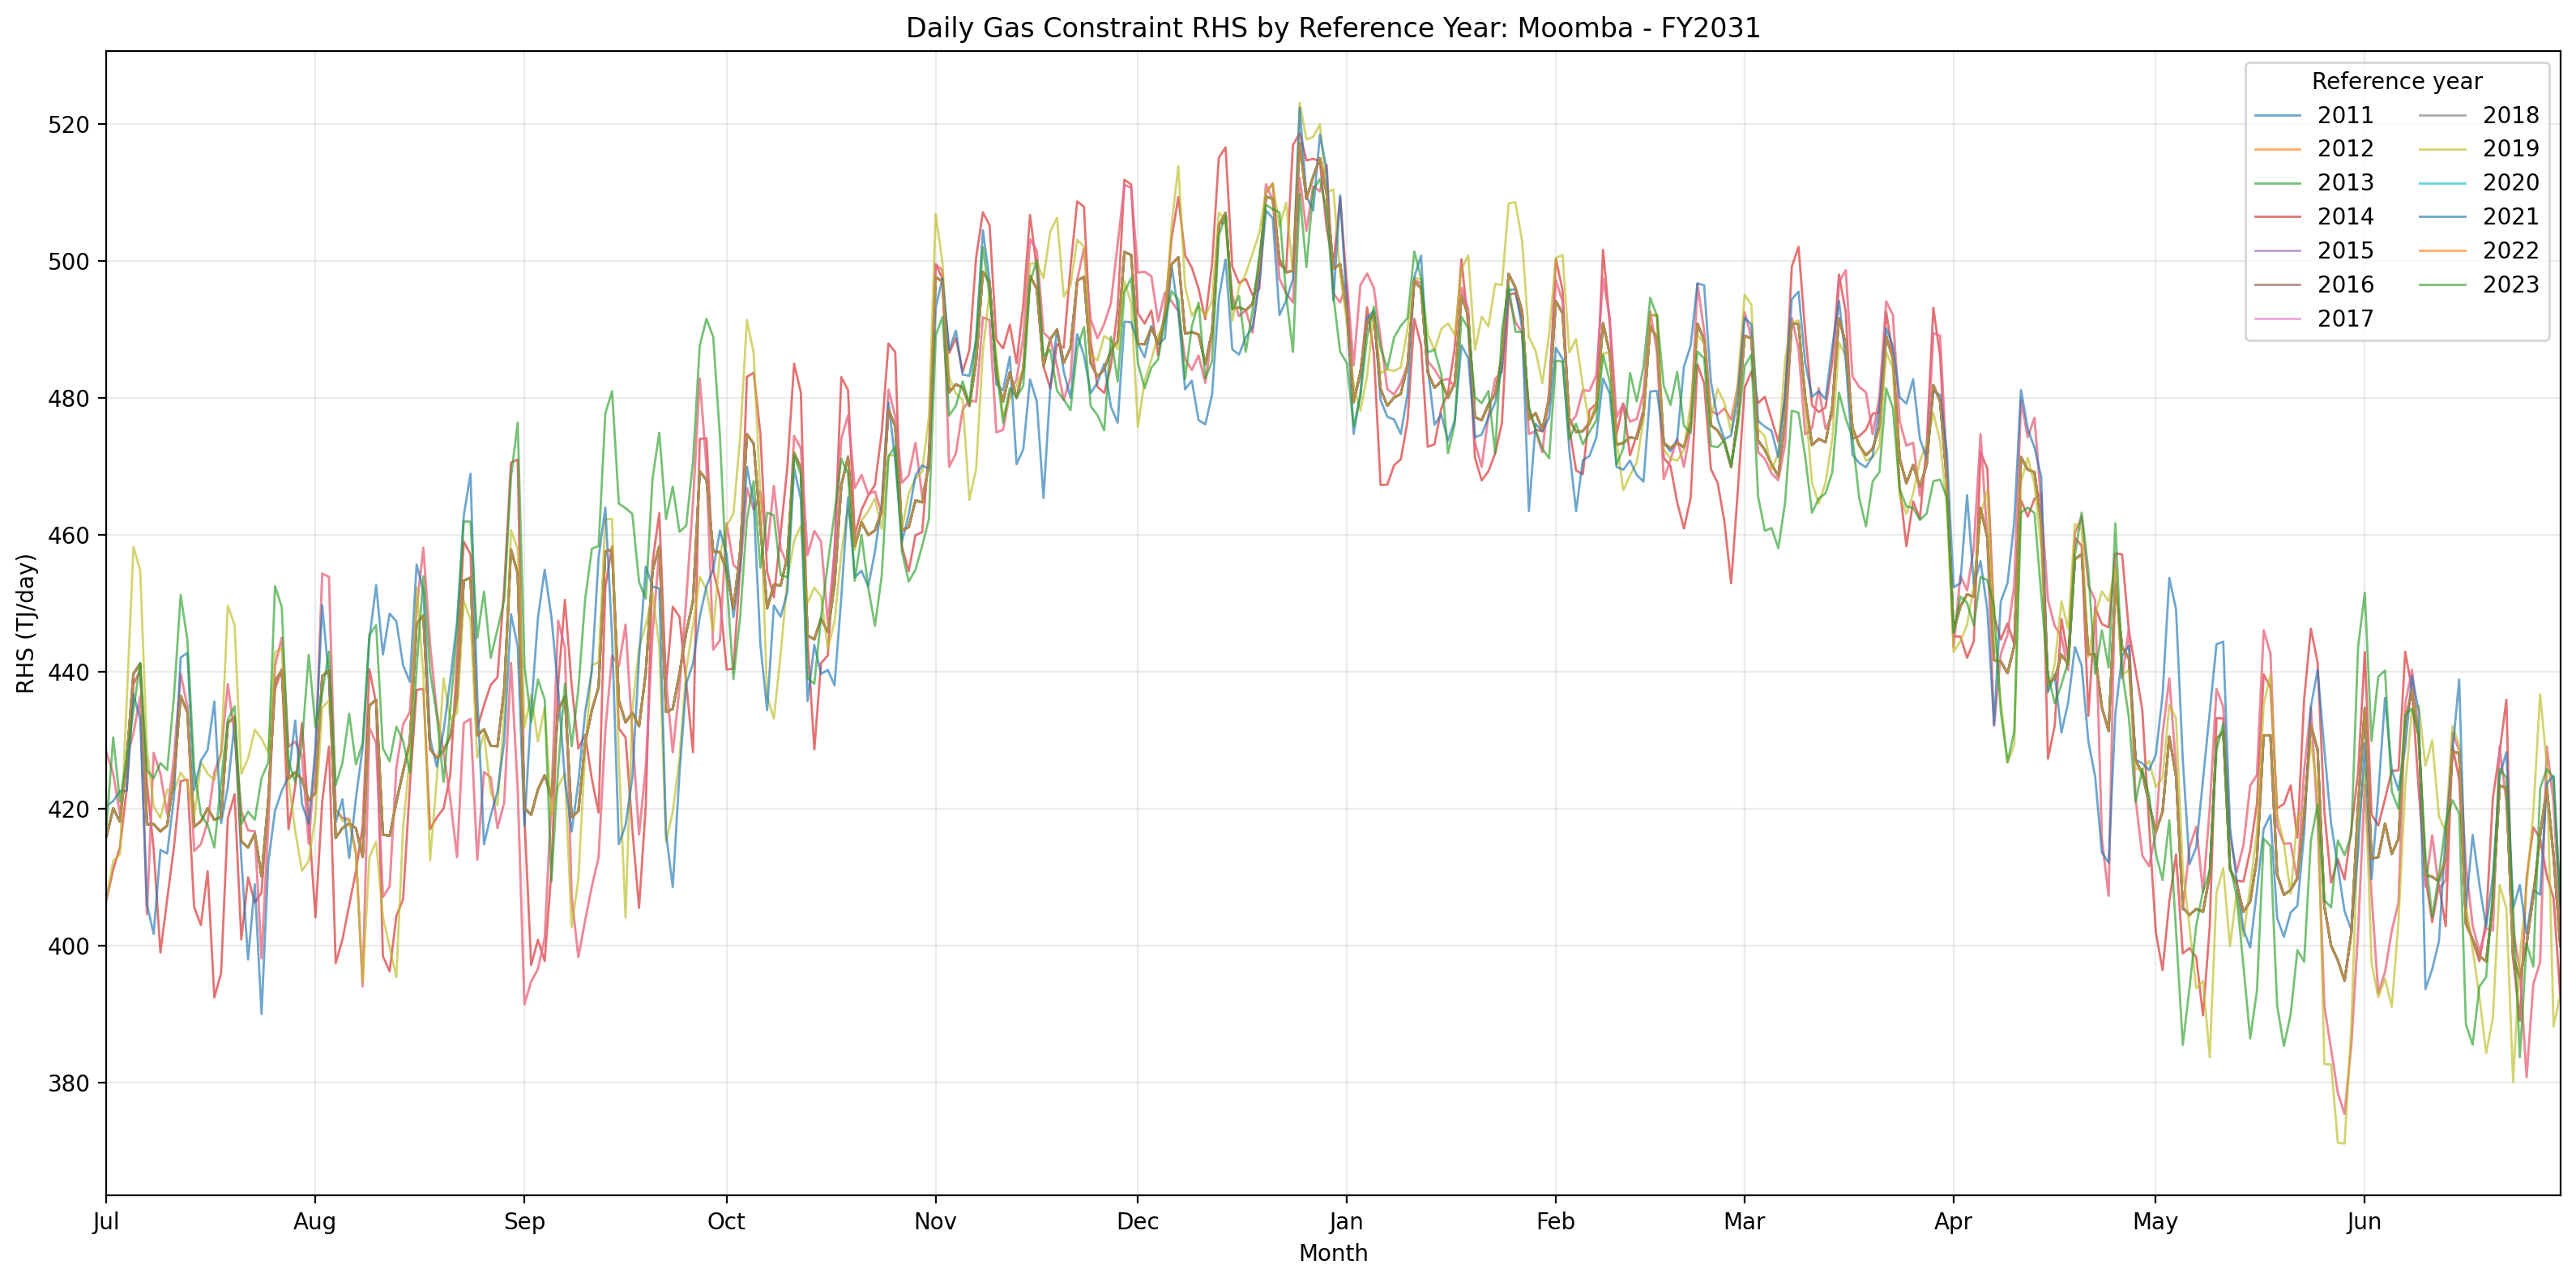 Daily Gas Constraint RHS by Reference Year: Moomba - FY2031
RHS (TJ/day)
520
500
480
460
440
420
400
380
Reference year
2011
2012
2013
2014
2015
2016
2017
2018
2019
2020
2021
2022
2023
Jul
Aug
Sep
Oct
Nov
Dec
Jan
Feb
Mar
Apr
May
Jun
Month